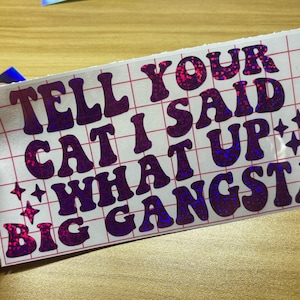 TELL YOUR
CAT I SAID
WHAT UP
BIG GANGSTA